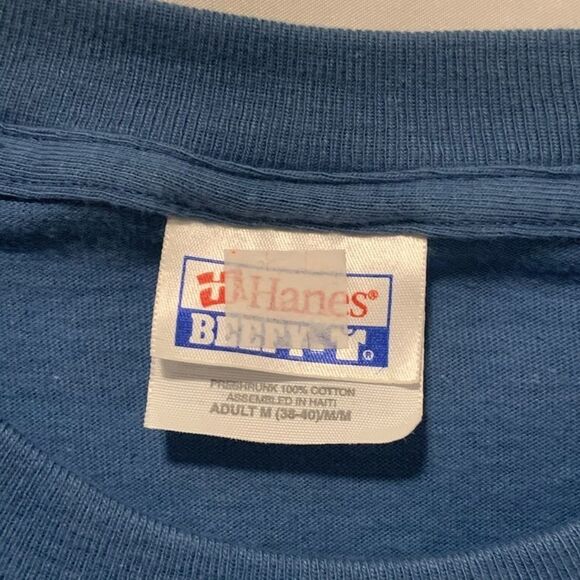 Hanes®
BEEFY-T®
PRESHRUNK 100% COTTON
ASSEMBLED IN HAITI
ADULT M (38-40)/M/M